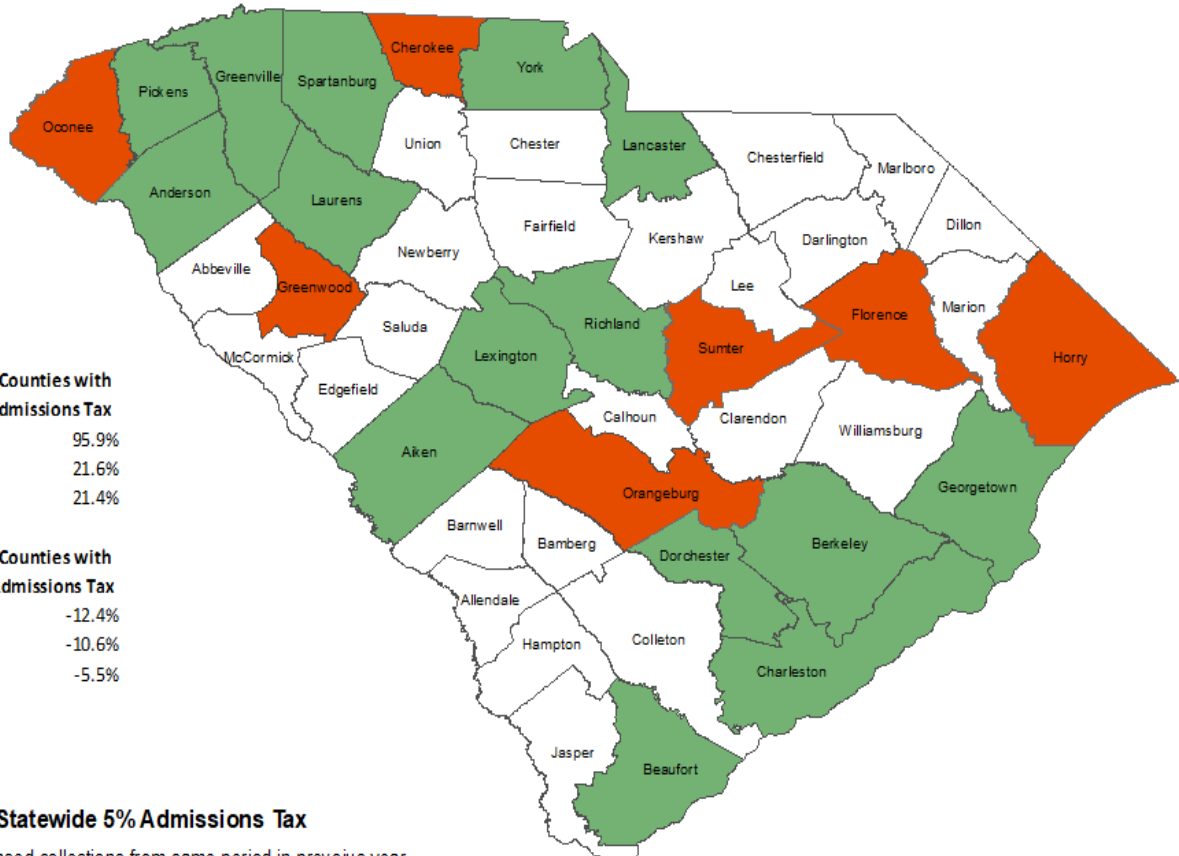 Cherokee
York
Greenville
Spartanburg
Pickens
Oconee
Union
Chester
Lancaster
Chesterfield
Marlboro
Anderson
Laurens
Fairfield
Dillon
Newberry
Kershaw
Darlington
Abbeville
Greenwood
Lee
Marion
Saluda
Richland
Florence
McCormick
Lexington
Sumter
Horry
Edgefield
Calhoun
Clarendon
Williamsburg
Aiken
Orangeburg
Georgetown
Barnwell
Bamberg
Dorchester
Berkeley
Allendale
Hampton
Colleton
Charleston
Jasper
Beaufort
Counties with
dmissions Tax
95.9%
21.6%
21.4%
Counties with
dmissions Tax
-12.4%
-10.6%
-5.5%
Statewide 5% Admissions Tax